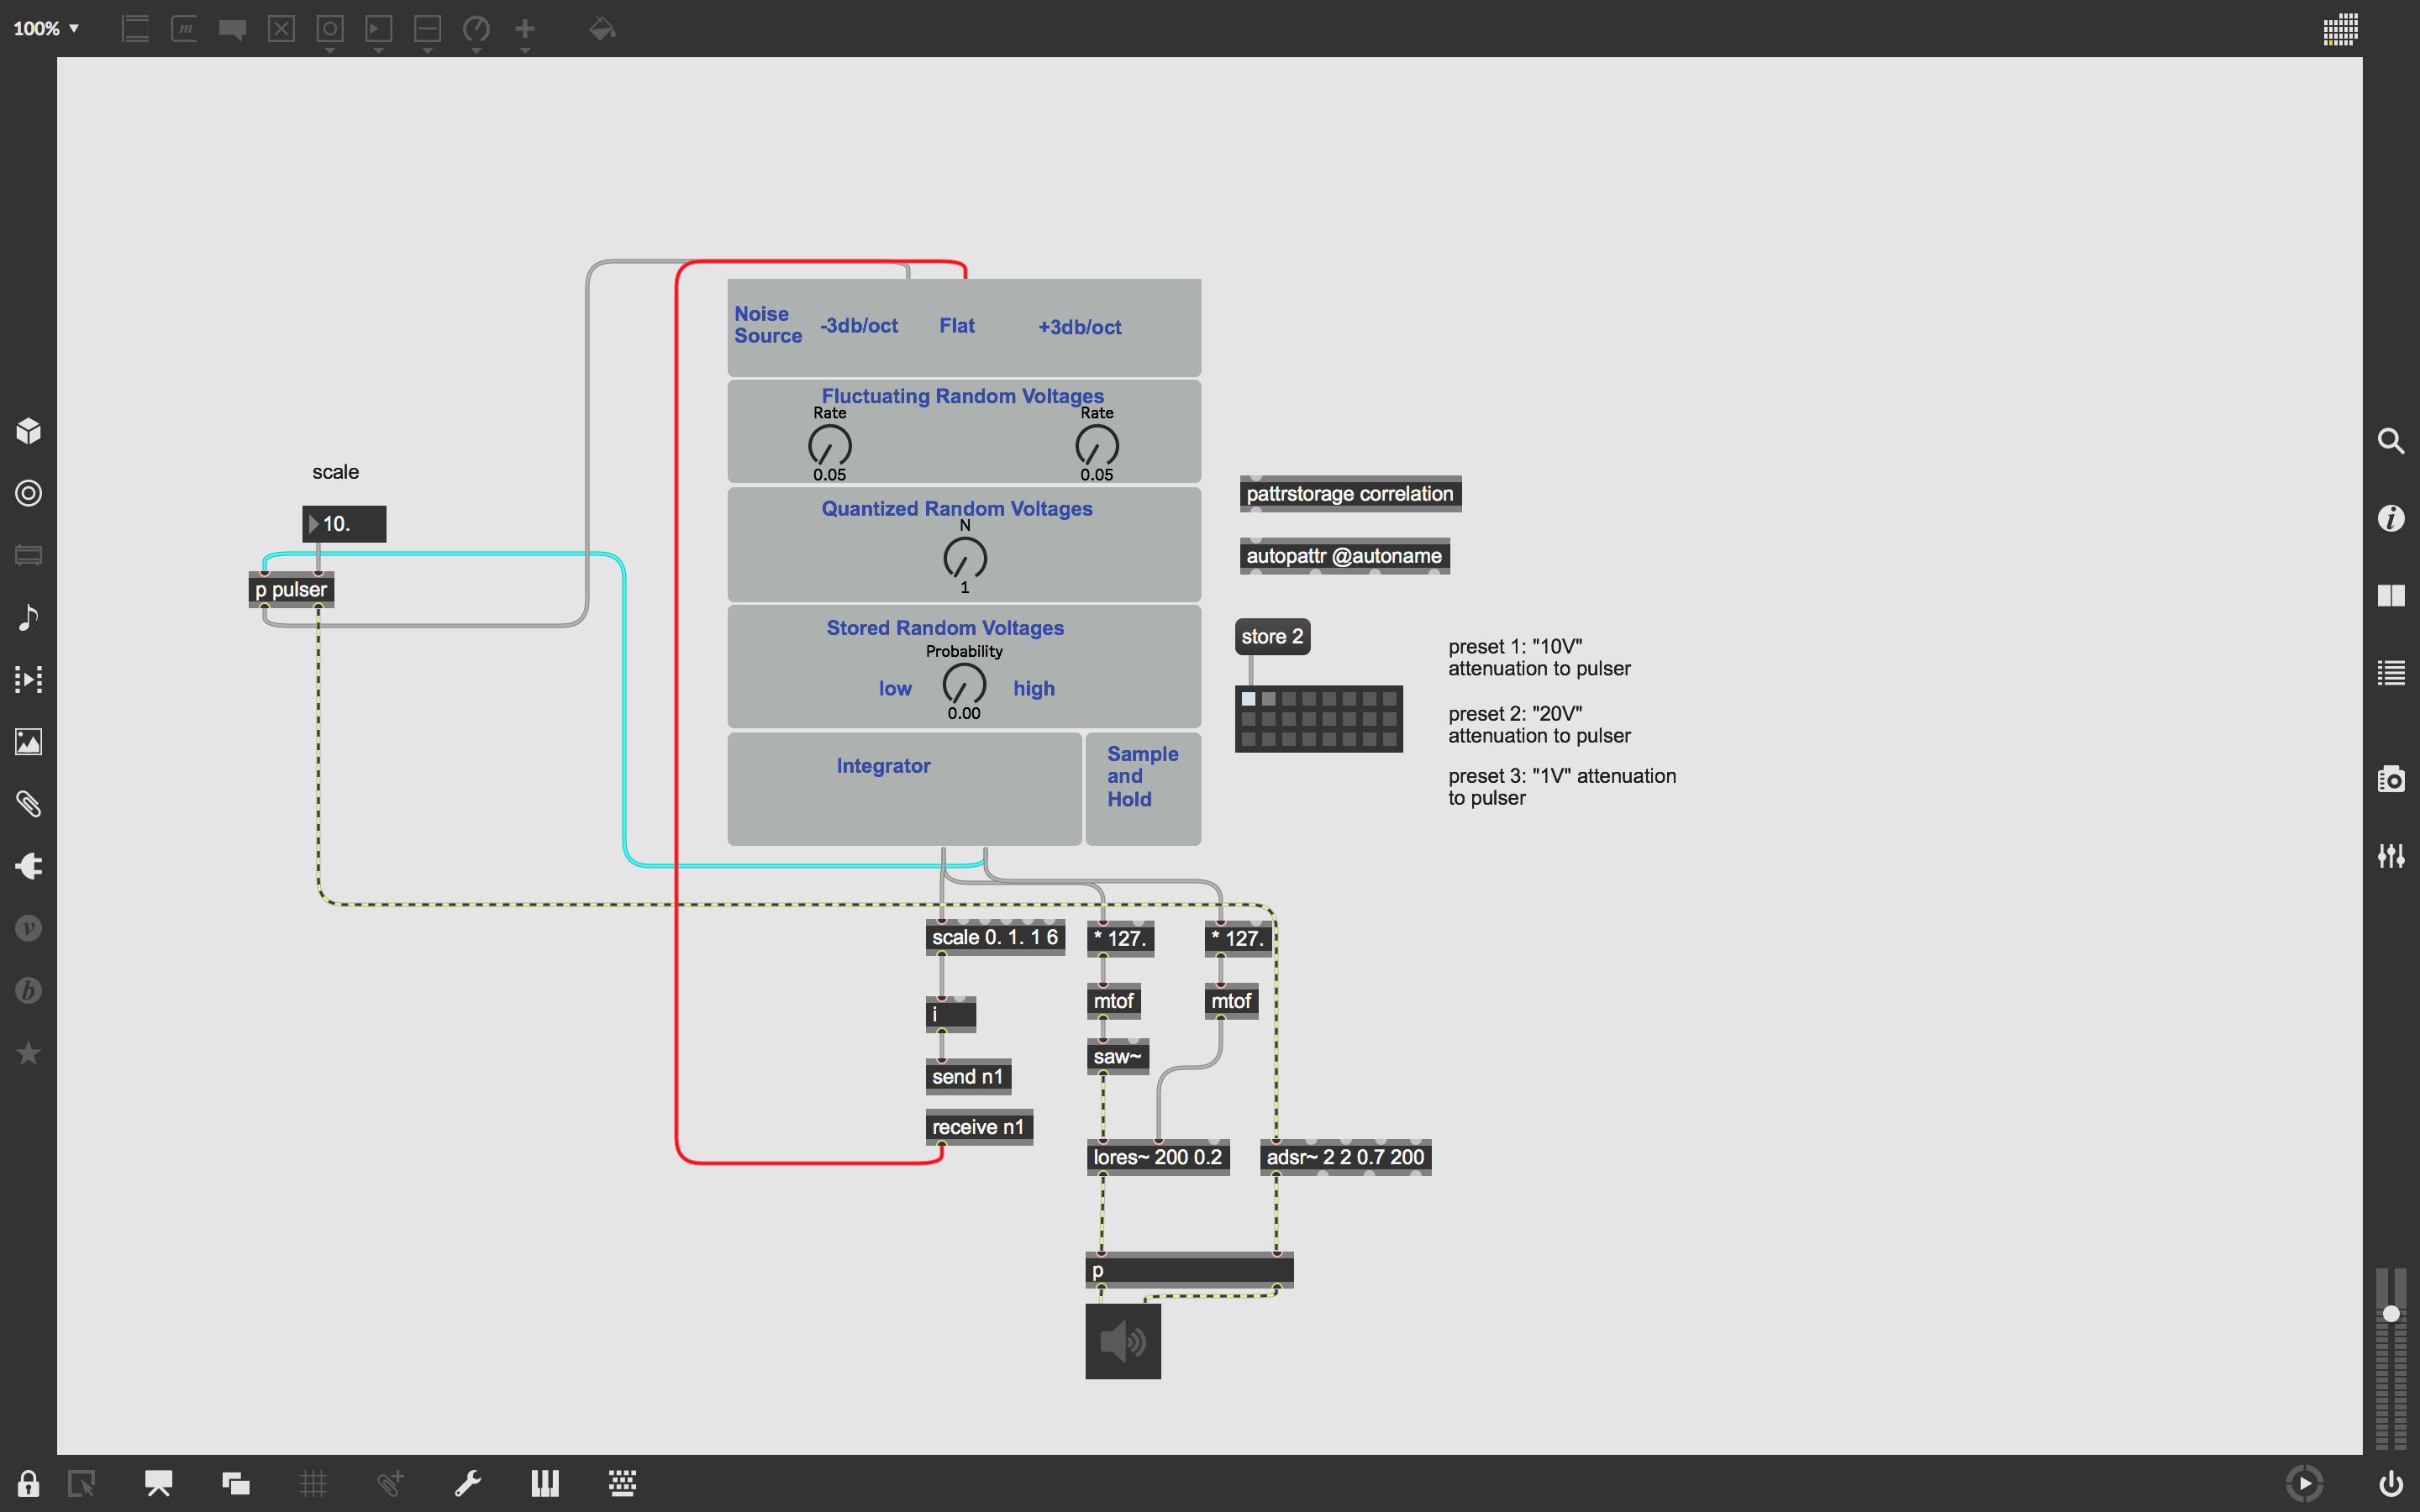 100%
Noise
Source
-3db/oct
Flat
+3db/oct
Fluctuating Random Voltages
Rate
Rate
0.05
0.05
scale
10.
p pulser
Quantized Random Voltages
N
1
pattrstorage correlation
autopattr @autoname
Stored Random Voltages
Probability
low
high
0.00
store 2
preset 1: "10V"
attenuation to pulser
preset 2: "20V"
attenuation to pulser
preset 3: "1V" attenuation
to pulser
Integrator
Sample
and
Hold
scale 0. 1. 1 6
* 127.
* 127.
i
mtof
mtof
saw~
send n1
receive n1
lores~ 200 0.2
adsr~ 2 2 0.7 200
p